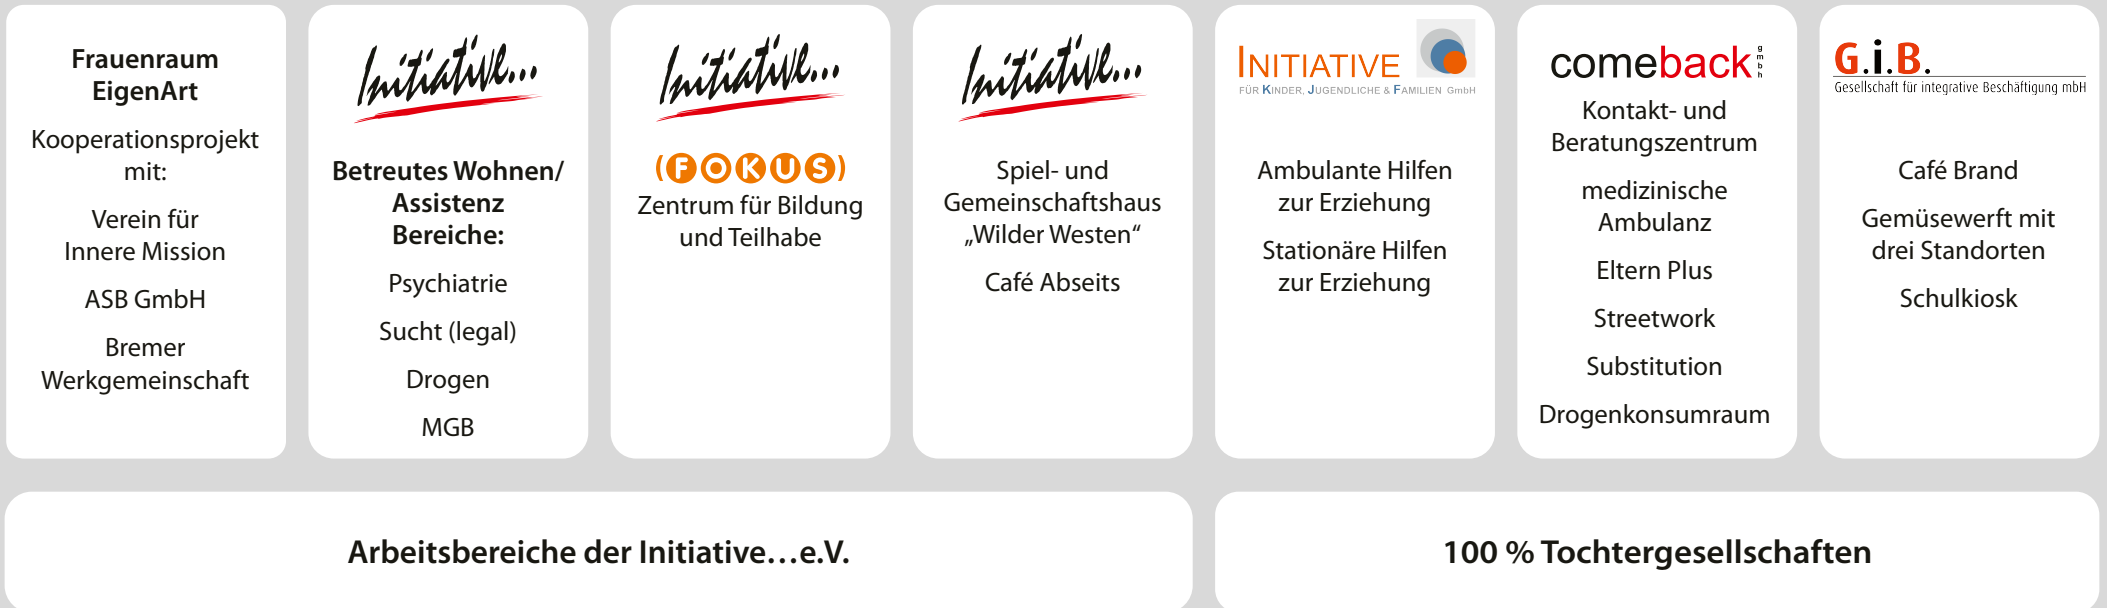 Frauenraum
EigenArt
Kooperationsprojekt
mit:
Verein für
Innere Mission
ASB GmbH
Bremer
Werkgemeinschaft
Initiative...
Betreutes Wohnen/
Assistenz
Bereiche:
Psychiatrie
Sucht (legal)
Drogen
MGB
Initiative...
(FOKUS)
Zentrum für Bildung
und Teilhabe
Initiative...
Spiel- und
Gemeinschaftshaus
„Wilder Westen“
Café Abseits
INITIATIVE
FÜR KINDER, JUGENDLICHE & FAMILIEN GmbH
Ambulante Hilfen
zur Erziehung
Stationäre Hilfen
zur Erziehung
comeback gmbh
Kontakt- und
Beratungszentrum
medizinische
Ambulanz
Eltern Plus
Streetwork
Substitution
Drogenkonsumraum
G.i.B.
Gesellschaft für integrative Beschäftigung mbH
Café Brand
Gemüsewerft mit
drei Standorten
Schulkiosk
Arbeitsbereiche der Initiative…e.V.
100 % Tochtergesellschaften